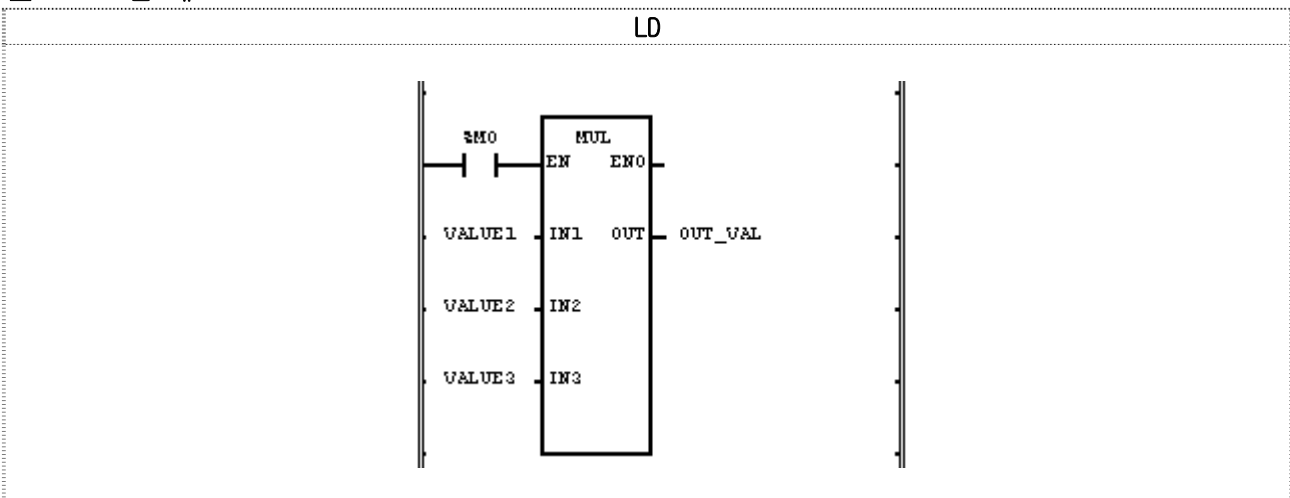 LD
%M0
MUL
EN ENO
VALUE1 IN1 OUT OUT_VAL
VALUE2 IN2
VALUE3 IN3